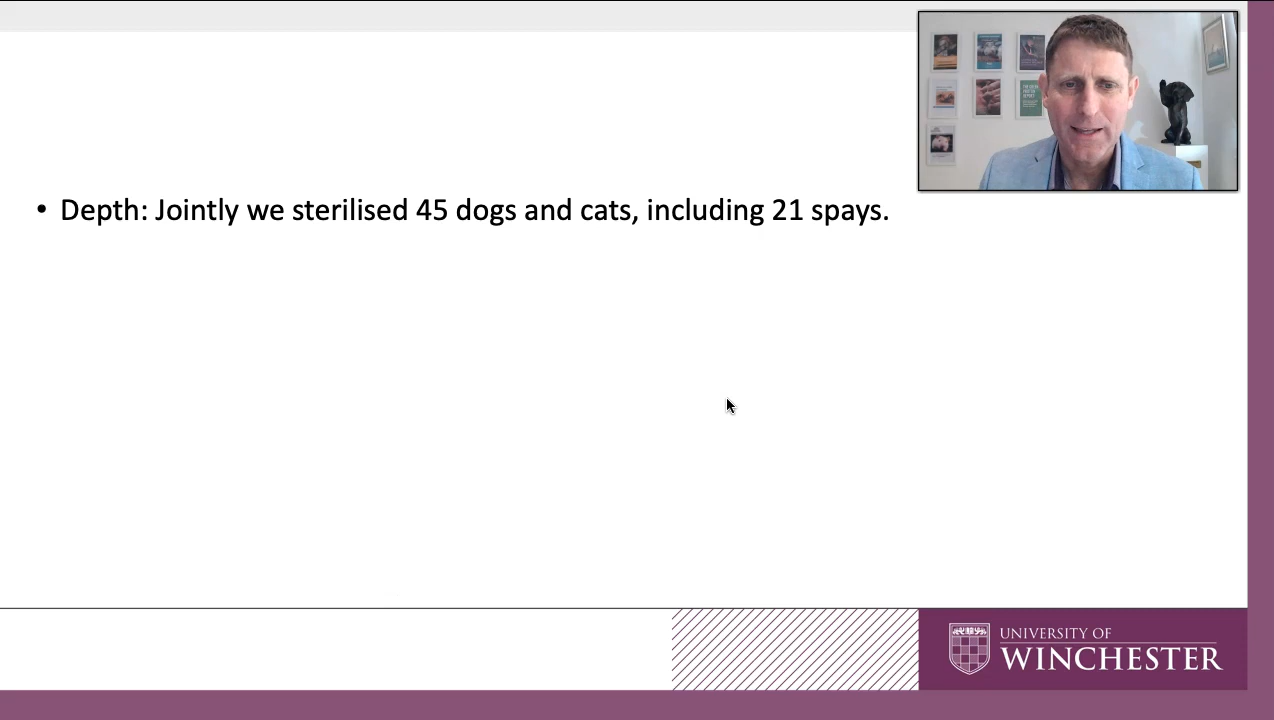 • Depth: Jointly we sterilised 45 dogs and cats, including 21 spays.
UNIVERSITY OF
WINCHESTER